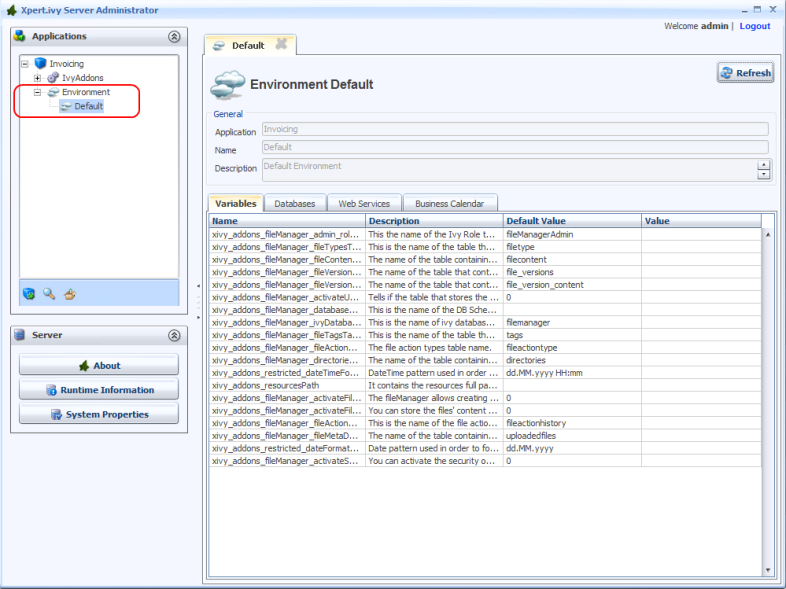 Xpert.ivy Server Administrator
Welcome admin | Logout
Applications
Invoicing
IvyAddons
Environment
Default
Server
About
Runtime Information
System Properties
Default
Environment Default
Refresh
General
Application Invoicing
Name Default
Description Default Environment
Variables Databases Web Services Business Calendar
Name Description Default Value Value
xivy_addons_fileManager_admin_rol... This the name of the Ivy Role t... fileManagerAdmin
xivy_addons_fileManager_fileTypesT... This is the name of the table th... filetype
xivy_addons_fileManager_fileConten... The name of the table containin... filecontent
xivy_addons_fileManager_fileVersion... The name of the table that cont... file_versions
xivy_addons_fileManager_fileVersion... The name of the table that cont... file_version_content
xivy_addons_fileManager_activateU... Tells if the table that stores the ... 0
xivy_addons_fileManager_database... This is the name of the DB Sche...
xivy_addons_fileManager_ivyDataba... This is the name of ivy databas... filemanager
xivy_addons_fileManager_fileTagsTa... This is the name of the table th... tags
xivy_addons_fileManager_fileAction... The file action types table name. fileactiontype
xivy_addons_fileManager_directorie... The name of the table containin... directories
xivy_addons_restricted_dateTimeFo... DateTime pattern used in order ... dd.MM.yyyy HH:mm
xivy_addons_resourcesPath It contains the resources full pa...
xivy_addons_fileManager_activateFil... The fileManager allows creating ... 0
xivy_addons_fileManager_activateFil... You can store the files' content ... 0
xivy_addons_fileManager_fileAction... This is the name of the file actio... fileactionhistory
xivy_addons_fileManager_fileMetaD... The name of the table containin... uploadedfiles
xivy_addons_restricted_dateFormat... Date pattern used in order to fo... dd.MM.yyyy
xivy_addons_fileManager_activateS... You can activate the security o... 0